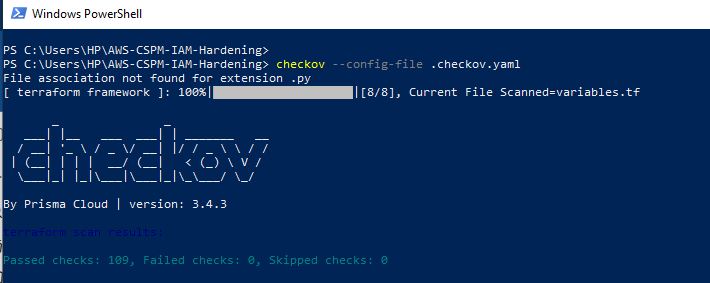 Windows PowerShell
PS C:\Users\HP\AWS-CSPM-IAM-Hardening>
PS C:\Users\HP\AWS-CSPM-IAM-Hardening> checkov --config-file .checkov.yaml
File association not found for extension .py
[ terraform framework ]: 100%|████████████████████|[8/8], Current File Scanned=variables.tf
checkov
By Prisma Cloud | version: 3.4.3
terraform scan results:
Passed checks: 109, Failed checks: 0, Skipped checks: 0